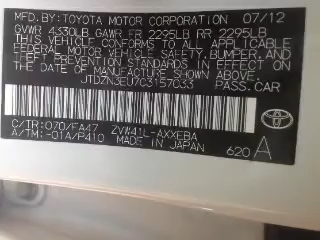 MFD.BY: TOYOTA MOTOR CORPORATION 07/12
GVWR 4330LB GAWR FR 2295LB RR 2295LB
THIS VEHICLE CONFORMS TO ALL APPLICABLE
FEDERAL MOTOR VEHICLE SAFETY, BUMPER, AND
THEFT PREVENTION STANDARDS IN EFFECT ON
THE DATE OF MANUFACTURE SHOWN ABOVE.
JTDZN3EU7C3157033 PASS.CAR
C/TR: 070/FA47 ZVW41L-AXXEBA
A/TM: -01A/P410 MADE IN JAPAN 620 A